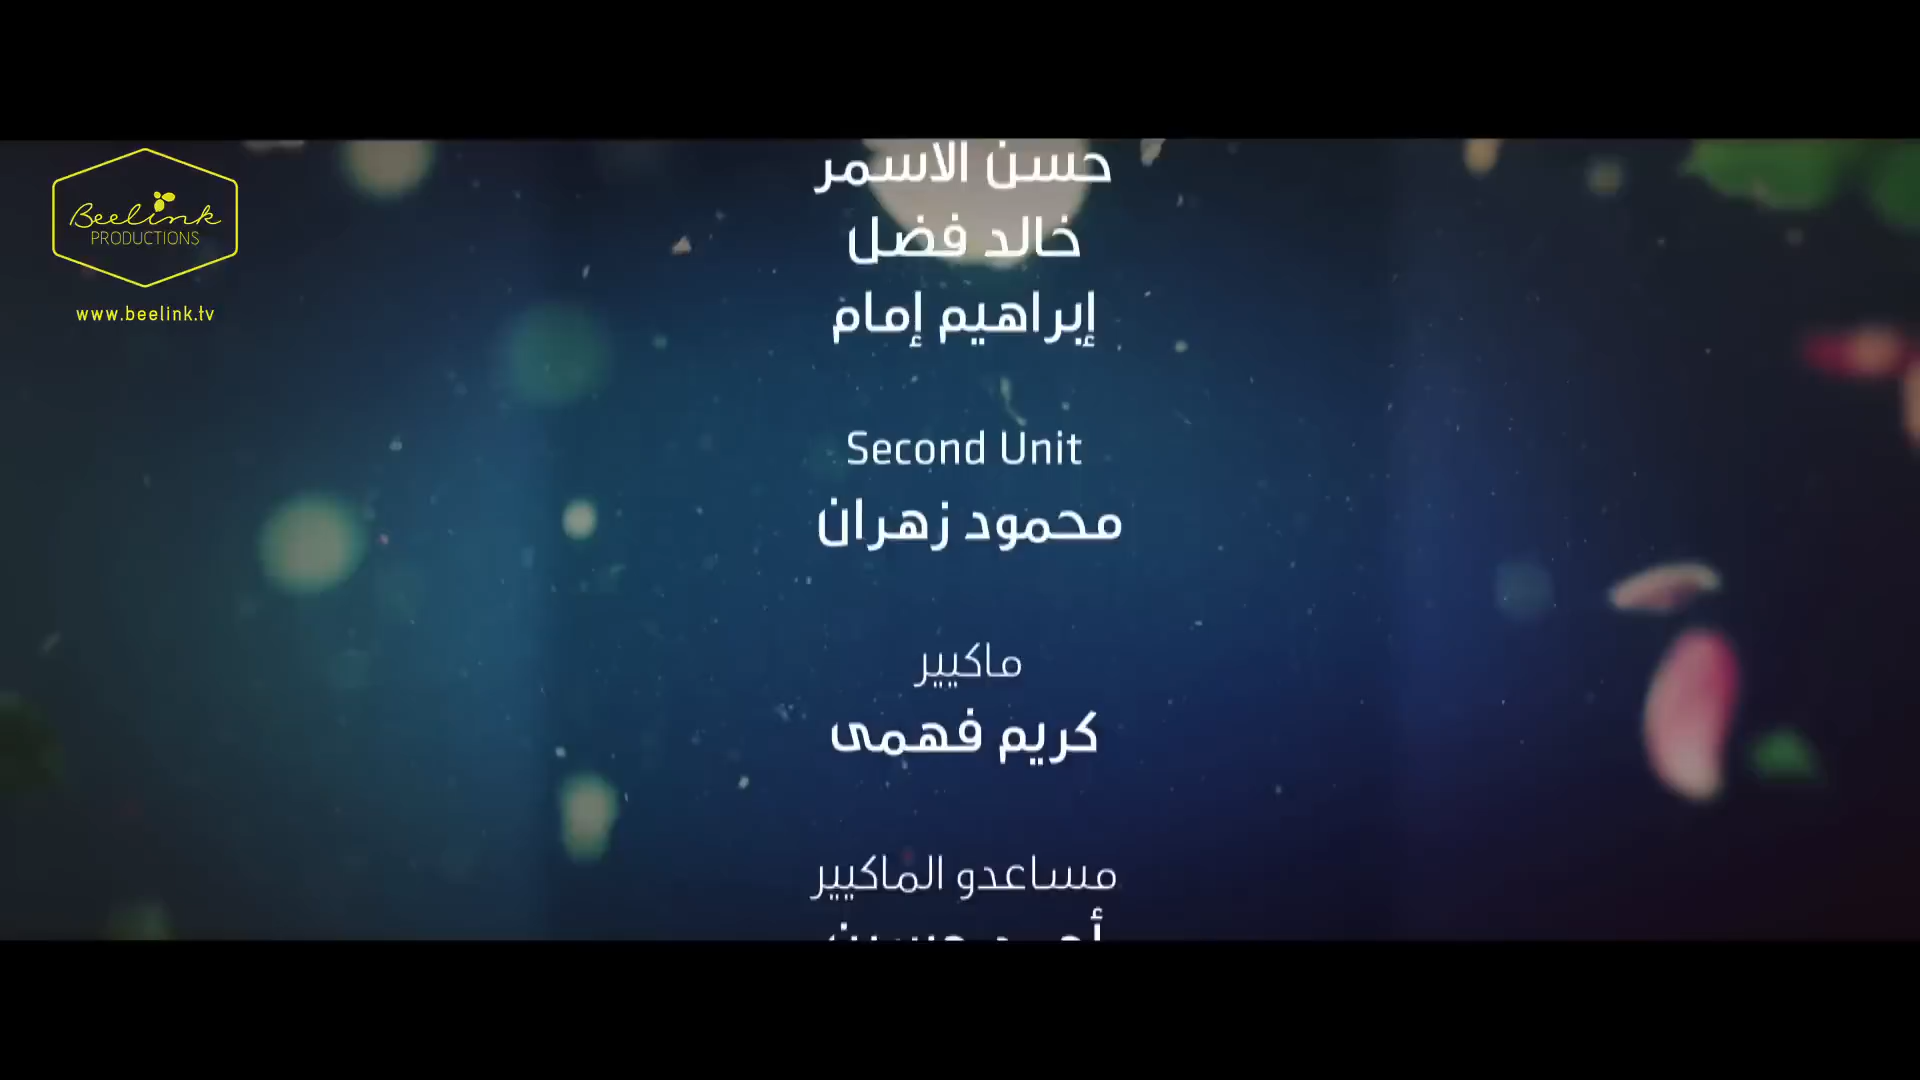 Beelink
PRODUCTIONS
www.beelink.tv
حسن الاسمر
خالد فضل
إبراهيم إمام
Second Unit
محمود زهران
ماكيير
كريم فهمى
مساعدو الماكيير